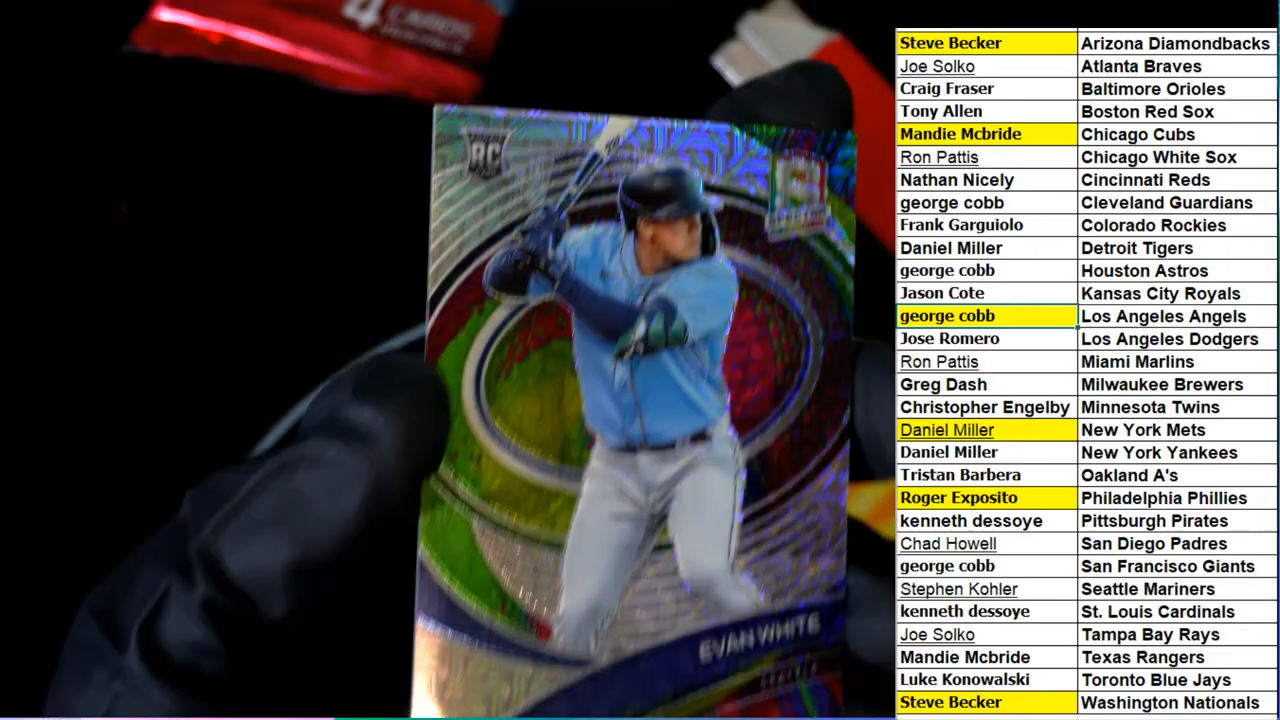 4 CARDS
PER PACK
RC
EVAN WHITE
Steve Becker Arizona Diamondbacks
Joe Solko Atlanta Braves
Craig Fraser Baltimore Orioles
Tony Allen Boston Red Sox
Mandie Mcbride Chicago Cubs
Ron Pattis Chicago White Sox
Nathan Nicely Cincinnati Reds
george cobb Cleveland Guardians
Frank Garguiolo Colorado Rockies
Daniel Miller Detroit Tigers
george cobb Houston Astros
Jason Cote Kansas City Royals
george cobb Los Angeles Angels
Jose Romero Los Angeles Dodgers
Ron Pattis Miami Marlins
Greg Dash Milwaukee Brewers
Christopher Engelby Minnesota Twins
Daniel Miller New York Mets
Daniel Miller New York Yankees
Tristan Barbera Oakland A's
Roger Exposito Philadelphia Phillies
kenneth dessoye Pittsburgh Pirates
Chad Howell San Diego Padres
george cobb San Francisco Giants
Stephen Kohler Seattle Mariners
kenneth dessoye St. Louis Cardinals
Joe Solko Tampa Bay Rays
Mandie Mcbride Texas Rangers
Luke Konowalski Toronto Blue Jays
Steve Becker Washington Nationals